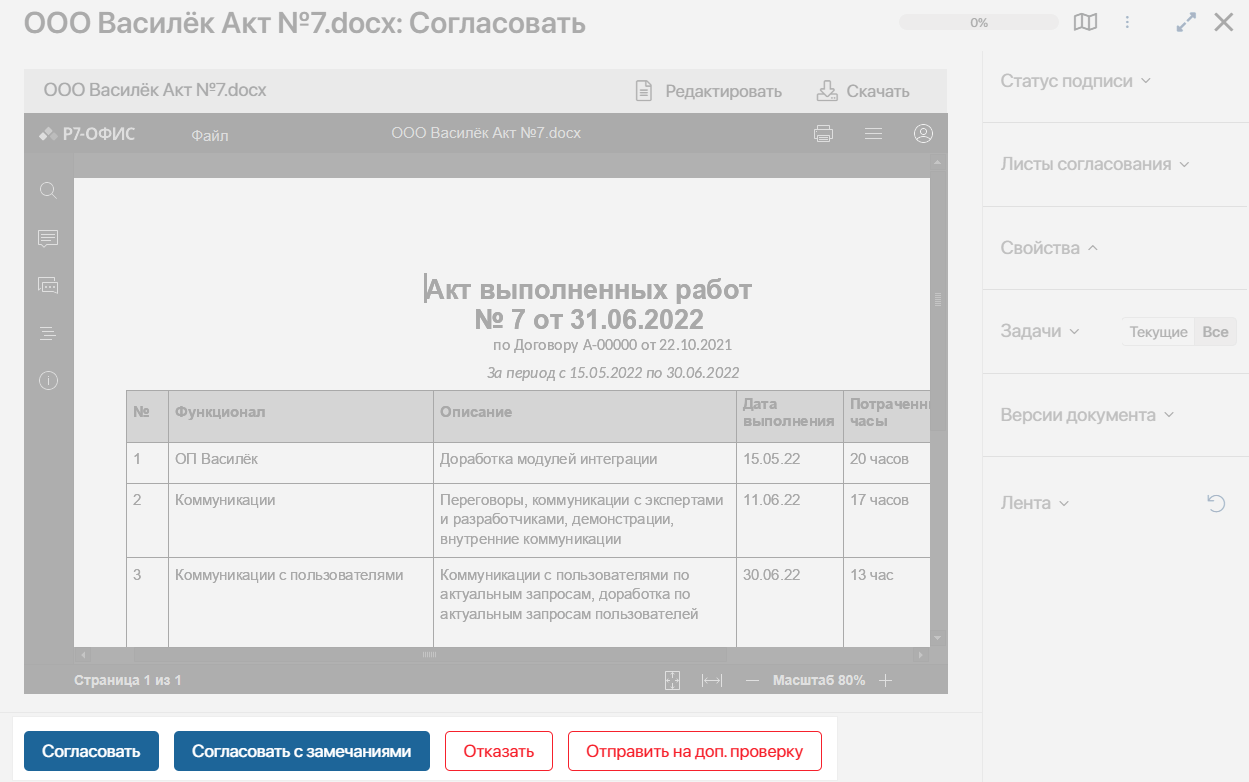 ООО Василёк Акт №7.docx: Согласовать
0%
ООО Василёк Акт №7.docx
Редактировать
Скачать
Р7-ОФИС
Файл
ООО Василёк Акт №7.docx
Акт выполненных работ
№ 7 от 31.06.2022
по Договору А-00000 от 22.10.2021
За период с 15.05.2022 по 30.06.2022
№ Функционал Описание Дата выполнения Потраченн часы
1 ОП Василёк Доработка модулей интеграции 15.05.22 20 часов
2 Коммуникации Переговоры, коммуникации с экспертами 11.06.22 17 часов
и разработчиками, демонстрации,
внутренние коммуникации
3 Коммуникации с пользователями Коммуникации с пользователями по 30.06.22 13 час
актуальным запросам, доработка по
актуальным запросам пользователей
Страница 1 из 1
Масштаб 80%
Статус подписи
Листы согласования
Свойства
Задачи
Текущие Все
Версии документа
Лента
Согласовать
Согласовать с замечаниями
Отказать
Отправить на доп. проверку